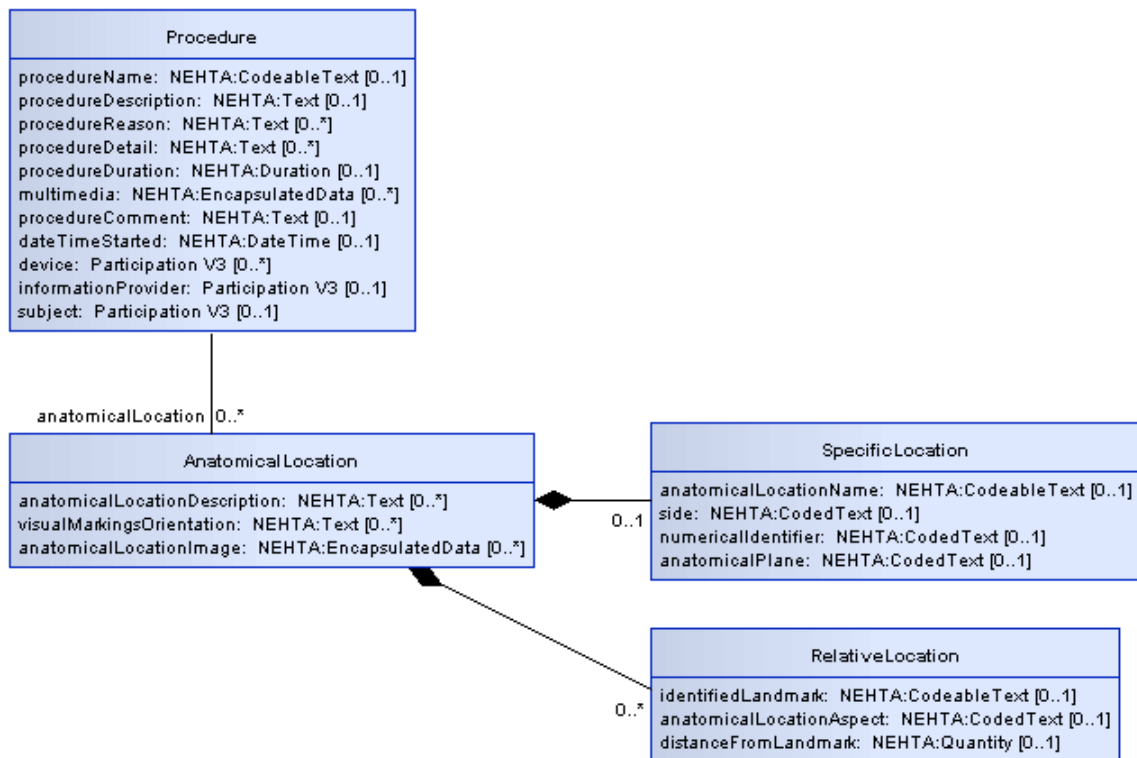 Procedure
procedureName: NEHTA:CodeableText [0..1]
procedureDescription: NEHTA:Text [0..1]
procedureReason: NEHTA:Text [0..*]
procedureDetail: NEHTA:Text [0..*]
procedureDuration: NEHTA:Duration [0..1]
multimedia: NEHTA:EncapsulatedData [0..*]
procedureComment: NEHTA:Text [0..1]
dateTimeStarted: NEHTA:DateTime [0..1]
device: Participation V3 [0..*]
informationProvider: Participation V3 [0..1]
subject: Participation V3 [0..1]
anatomicalLocation 0..*
AnatomicalLocation
anatomicalLocationDescription: NEHTA:Text [0..*]
visualMarkingsOrientation: NEHTA:Text [0..*]
anatomicalLocationImage: NEHTA:EncapsulatedData [0..*]
0..1
SpecificLocation
anatomicalLocationName: NEHTA:CodeableText [0..1]
side: NEHTA:CodedText [0..1]
numericalIdentifier: NEHTA:CodedText [0..1]
anatomicalPlane: NEHTA:CodedText [0..1]
0..*
RelativeLocation
identifiedLandmark: NEHTA:CodeableText [0..1]
anatomicalLocationAspect: NEHTA:CodedText [0..1]
distanceFromLandmark: NEHTA:Quantity [0..1]